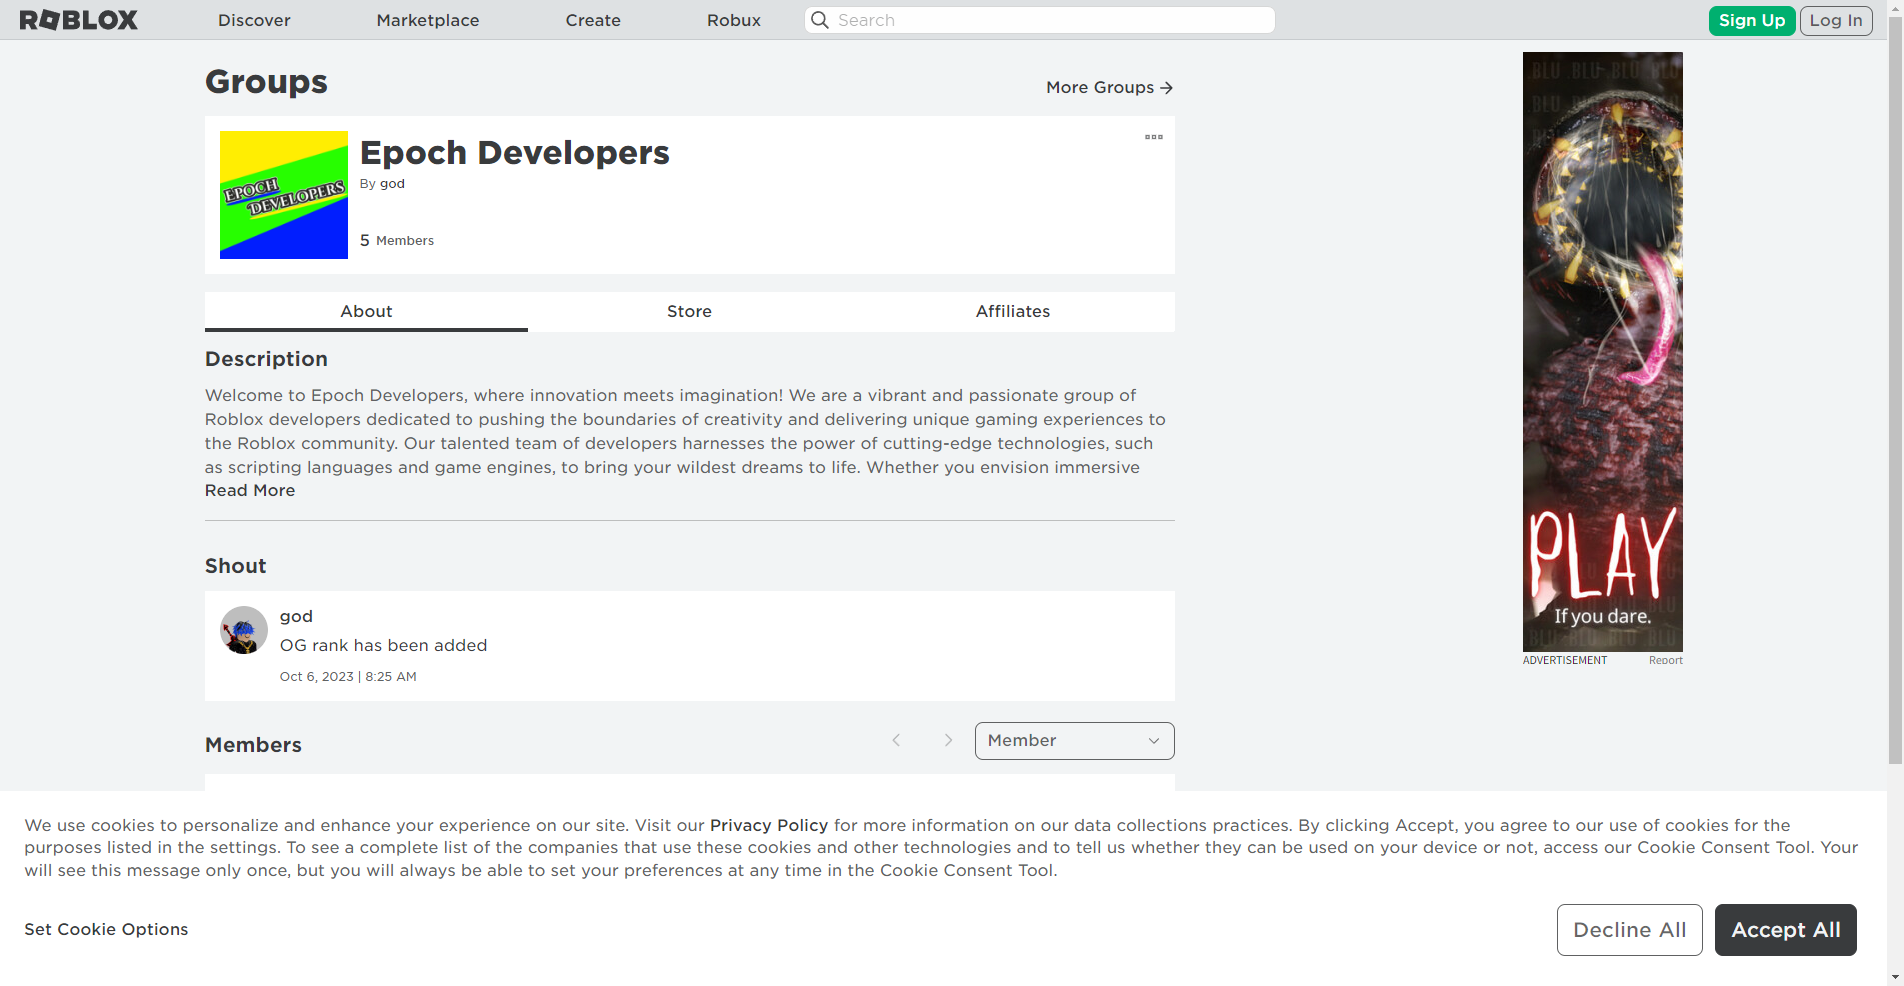 ROBLOX
Discover
Marketplace
Create
Robux
Search
Sign Up
Log In
Groups
More Groups →
Epoch Developers
By god
5 Members
EPOCH
DEVELOPERS
About
Store
Affiliates
Description
Welcome to Epoch Developers, where innovation meets imagination! We are a vibrant and passionate group of
Roblox developers dedicated to pushing the boundaries of creativity and delivering unique gaming experiences to
the Roblox community. Our talented team of developers harnesses the power of cutting-edge technologies, such
as scripting languages and game engines, to bring your wildest dreams to life. Whether you envision immersive
Read More
Shout
god
OG rank has been added
Oct 6, 2023 | 8:25 AM
Members
Member
BLU BLU BLU BLU
PLAY
If you dare.
BLU BLU BLU BLU
ADVERTISEMENT
Report
We use cookies to personalize and enhance your experience on our site. Visit our Privacy Policy for more information on our data collections practices. By clicking Accept, you agree to our use of cookies for the
purposes listed in the settings. To see a complete list of the companies that use these cookies and other technologies and to tell us whether they can be used on your device or not, access our Cookie Consent Tool. Your
will see this message only once, but you will always be able to set your preferences at any time in the Cookie Consent Tool.
Set Cookie Options
Decline All
Accept All